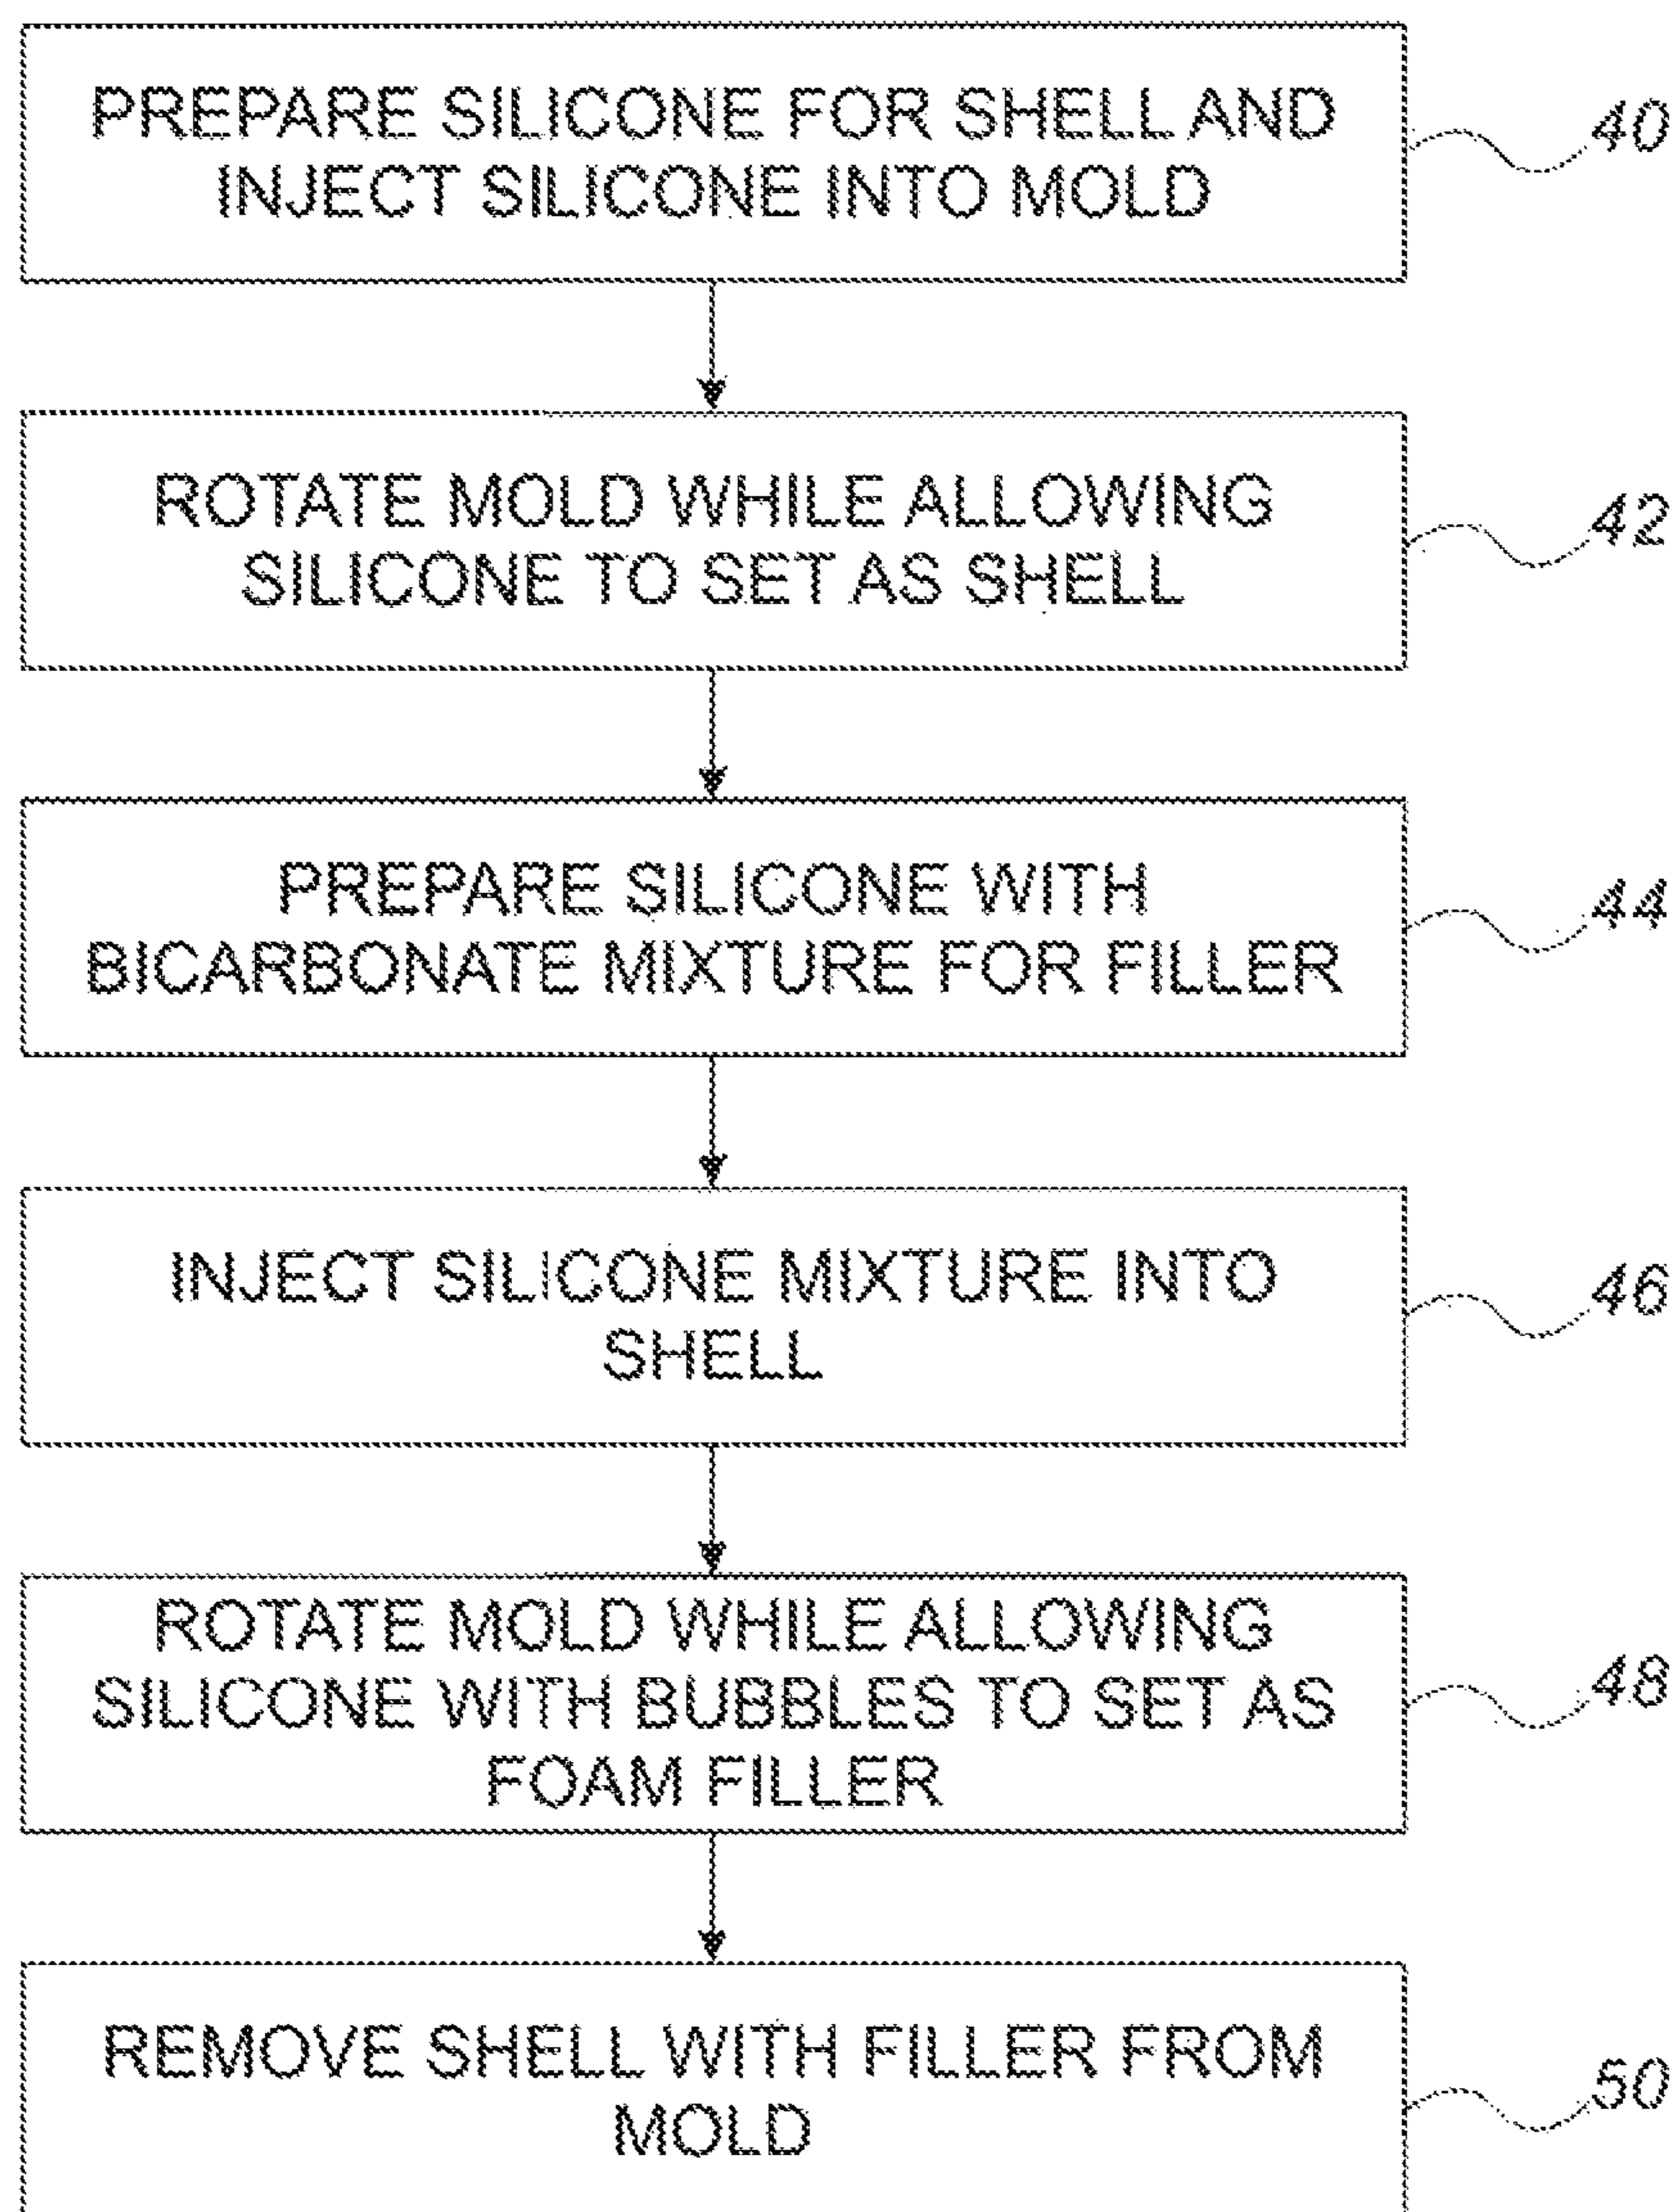 PREPARE SILICONE FOR SHELL AND
INJECT SILICONE INTO MOLD
40
ROTATE MOLD WHILE ALLOWING
SILICONE TO SET AS SHELL
42
PREPARE SILICONE WITH
BICARBONATE MIXTURE FOR FILLER
44
INJECT SILICONE MIXTURE INTO
SHELL
46
ROTATE MOLD WHILE ALLOWING
SILICONE WITH BUBBLES TO SET AS
FOAM FILLER
48
REMOVE SHELL WITH FILLER FROM
MOLD
50